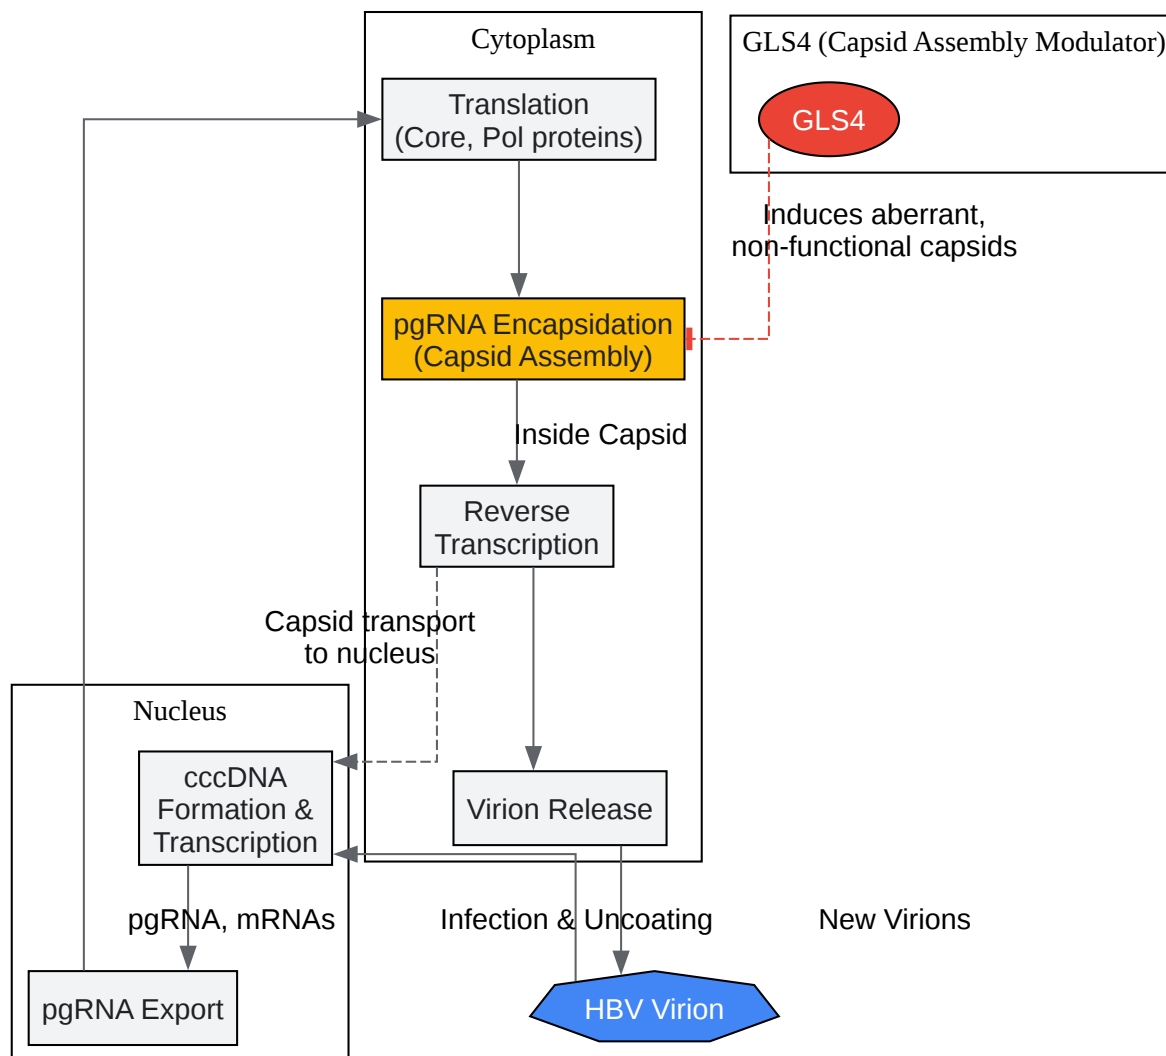 Cytoplasm
GLS4 (Capsid Assembly Modulator)
Translation
(Core, Pol proteins)
GLS4
Induces aberrant,
non-functional capsids
pgRNA Encapsidation
(Capsid Assembly)
Inside Capsid
Reverse
Transcription
Capsid transport
to nucleus
Nucleus
cccDNA
Formation &
Transcription
Virion Release
pgRNA, mRNAs
Infection & Uncoating
New Virions
pgRNA Export
HBV Virion